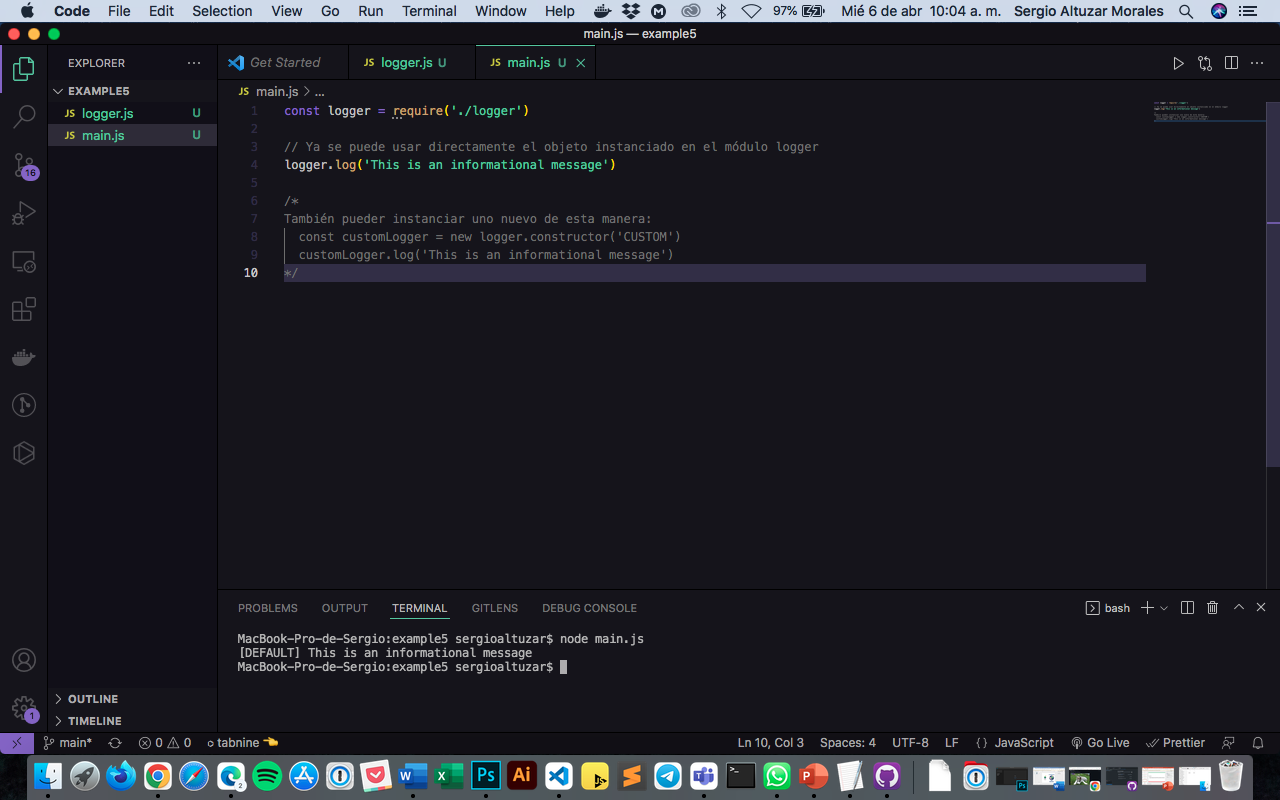 Code File Edit Selection View Go Run Terminal Window Help 97% Mié 6 de abr 10:04 a. m. Sergio Altuzar Morales
main.js — example5
EXPLORER
Get Started
JS logger.js U
JS main.js U
EXAMPLE5
JS logger.js U
JS main.js U
JS main.js > ...
1 const logger = require('./logger')
2
3 // Ya se puede usar directamente el objeto instanciado en el módulo logger
4 logger.log('This is an informational message')
5
6 /*
7 También pueder instanciar uno nuevo de esta manera:
8 const customLogger = new logger.constructor('CUSTOM')
9 customLogger.log('This is an informational message')
10 */
16
PROBLEMS OUTPUT TERMINAL GITLENS DEBUG CONSOLE
bash
MacBook-Pro-de-Sergio:example5 sergioaltuzar$ node main.js
[DEFAULT] This is an informational message
MacBook-Pro-de-Sergio:example5 sergioaltuzar$
OUTLINE
TIMELINE
1
main* 0 0 tabnine
Ln 10, Col 3 Spaces: 4 UTF-8 LF {} JavaScript Go Live Prettier
2 W X Ps Ai P